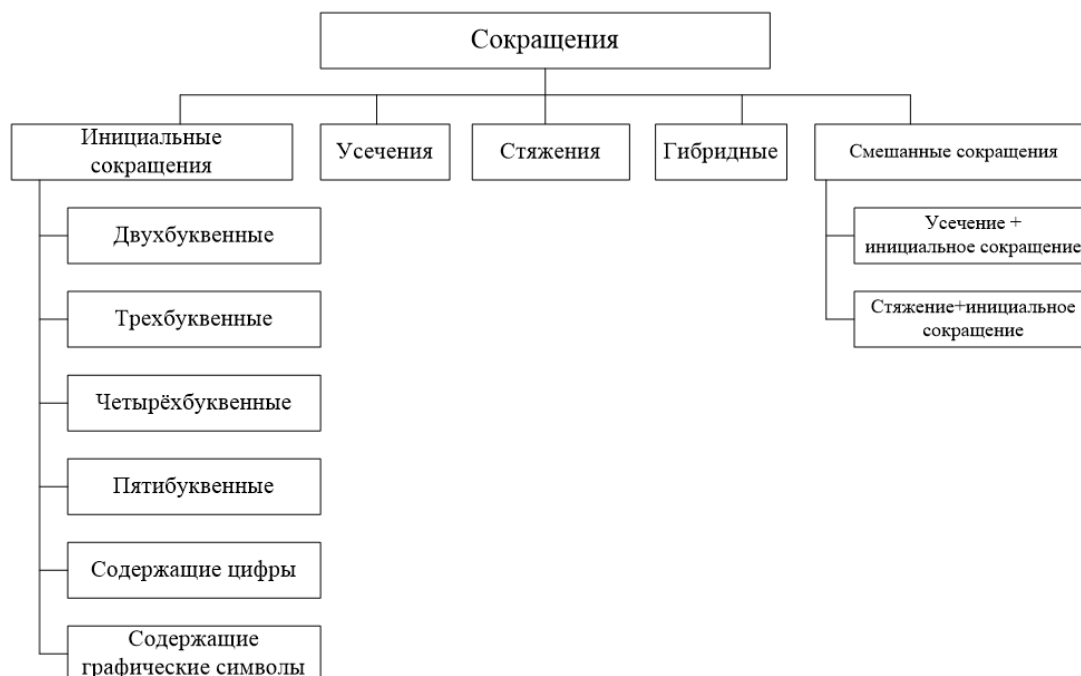 Сокращения
Инициальные
сокращения
Усечения
Стяжения
Гибридные
Смешанные сокращения
Двухбуквенные
Трехбуквенные
Четырёхбуквенные
Пятибуквенные
Содержащие цифры
Содержащие
графические символы
Усечение +
инициальное сокращение
Стяжение+инициальное
сокращение